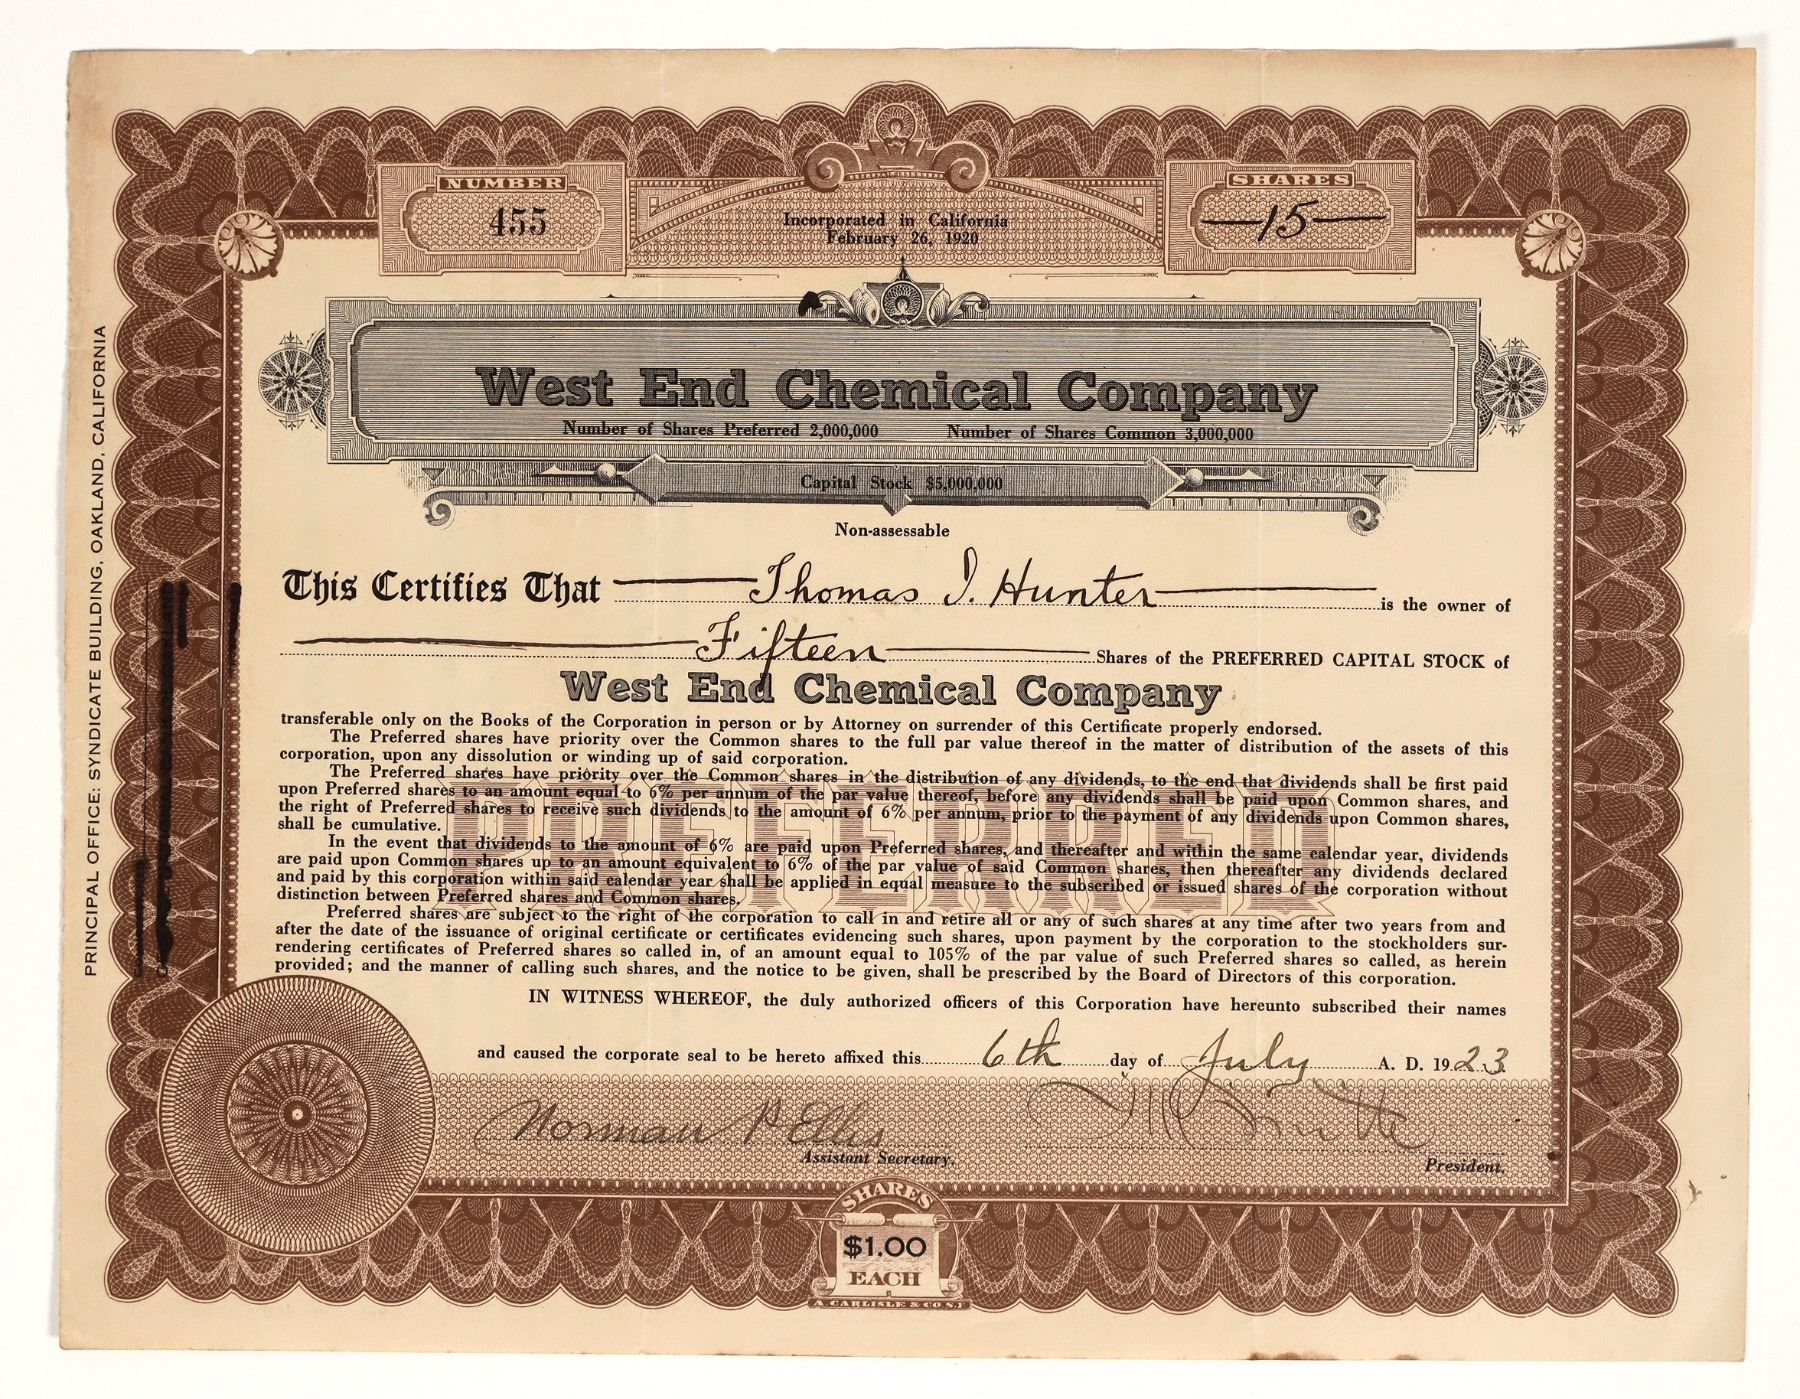 NUMBER
455
Incorporated in California
February 26, 1920
SHARES
15
West End Chemical Company
Number of Shares Preferred 2,000,000 Number of Shares Common 3,000,000
Capital Stock $5,000,000
Non-assessable
This Certifies That Thomas I. Hunter is the owner of
Fifteen Shares of the PREFERRED CAPITAL STOCK of
West End Chemical Company
transferable only on the Books of the Corporation in person or by Attorney on surrender of this Certificate properly endorsed.
The Preferred shares have priority over the Common shares to the full par value thereof in the matter of distribution of the assets of this
corporation, upon any dissolution or winding up of said corporation.
The Preferred shares have priority over the Common shares in the distribution of any dividends, to the end that dividends shall be first paid
upon Preferred shares to an amount equal to 6% per annum of the par value thereof, before any dividends shall be paid upon Common shares, and
the right of Preferred shares to receive such dividends to the amount of 6% per annum, prior to the payment of any dividends upon Common shares,
shall be cumulative.
In the event that dividends to the amount of 6% are paid upon Preferred shares, and thereafter and within the same calendar year, dividends
are paid upon Common shares up to an amount equivalent to 6% of the par value of said Common shares, then thereafter any dividends declared
and paid by this corporation within said calendar year shall be applied in equal measure to the subscribed or issued shares of the corporation without
distinction between Preferred shares and Common shares.
PREFERRED
Preferred shares are subject to the right of the corporation to call in and retire all or any of such shares at any time after two years from and
after the date of the issuance of original certificate or certificates evidencing such shares, upon payment by the corporation to the stockholders sur-
rendering certificates of Preferred shares so called in, of an amount equal to 105% of the par value of such Preferred shares so called, as herein
provided; and the manner of calling such shares, and the notice to be given, shall be prescribed by the Board of Directors of this corporation.
IN WITNESS WHEREOF, the duly authorized officers of this Corporation have hereunto subscribed their names
and caused the corporate seal to be hereto affixed this 6th day of July A. D. 1923
Norman B Ellis
Assistant Secretary.
President.
SHARES
$1.00
EACH
A. CARLISLE & CO S.F.
PRINCIPAL OFFICE: SYNDICATE BUILDING, OAKLAND, CALIFORNIA